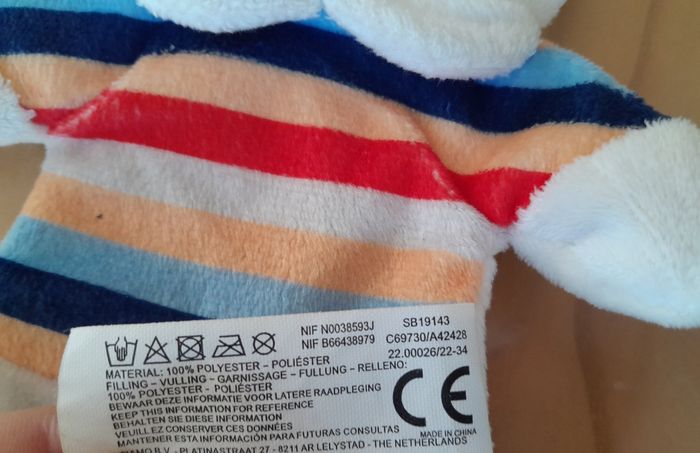 NIF N0038593J
NIF B66438979
SB19143
C69730/A42428
22.00026/22-34
MATERIAL: 100% POLYESTER – POLIÉSTER
FILLING – VULLING – GARNISSAGE – FULLUNG – RELLENO:
100% POLYESTER – POLIÉSTER
BEWAAR DEZE INFORMATIE VOOR LATERE RAADPLEGING
KEEP THIS INFORMATION FOR REFERENCE
BEHALTEN SIE DIESE INFORMATION
VEUILLEZ CONSERVER CES DETAILS
MANTENER ESTA INFORMACIÓN PARA FUTURAS CONSULTAS
CE
MADE IN CHINA
B.V. – PLATINASTRAAT 27 – 8211 AR LELYSTAD – THE NETHERLANDS